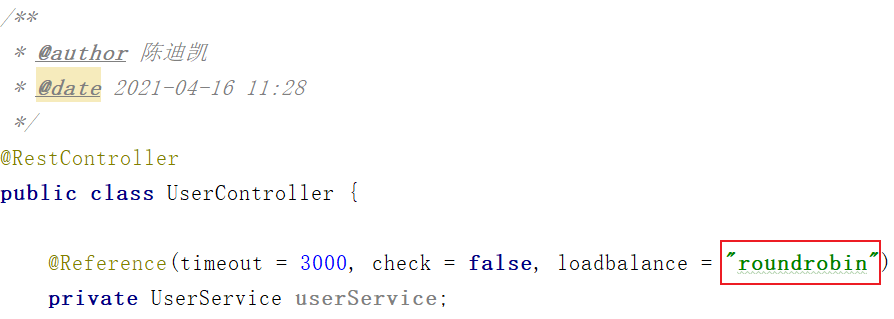 /**
 * @author 陈迪凯
 * @date 2021-04-16 11:28
 */
@RestController
public class UserController {
@Reference(timeout = 3000, check = false, loadbalance = "roundrobin")
private UserService userService;